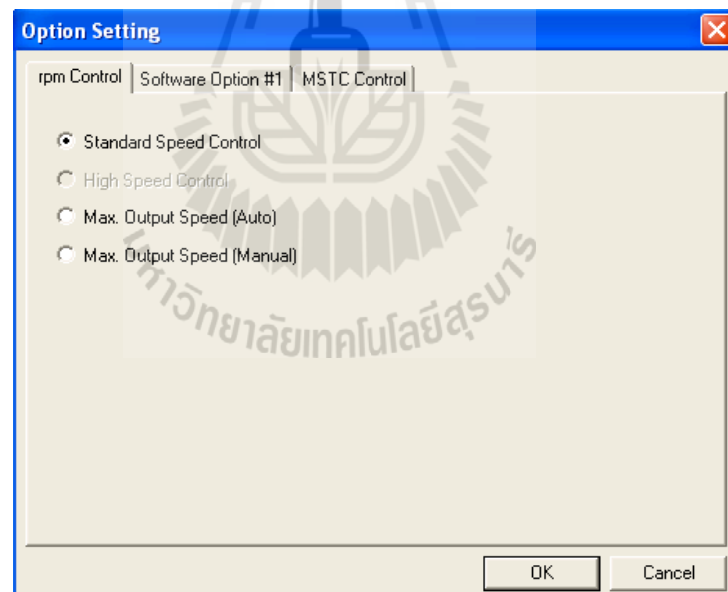 Option Setting
rpm Control Software Option #1 MSTC Control
Standard Speed Control
High Speed Control
Max. Output Speed (Auto)
Max. Output Speed (Manual)
มหาวิทยาลัยเทคโนโลยีสุรนารี
OK Cancel